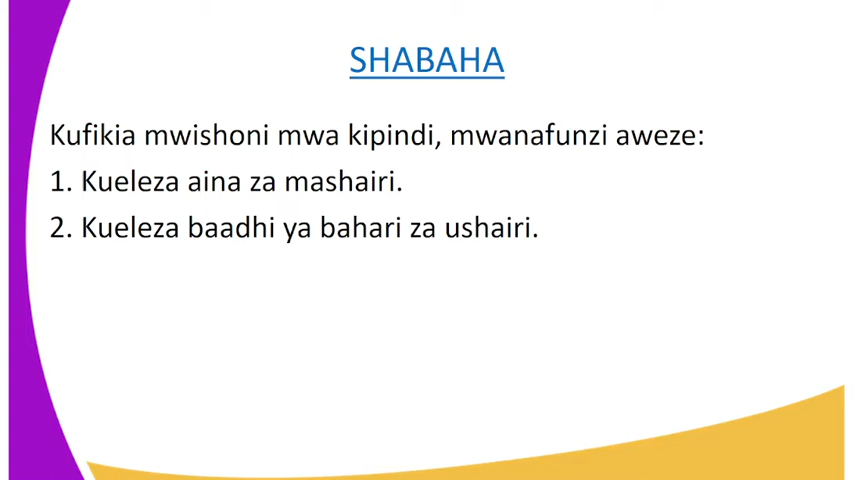 SHABAHA
Kufikia mwishoni mwa kipindi, mwanafunzi aweze:
1. Kueleza aina za mashairi.
2. Kueleza baadhi ya bahari za ushairi.